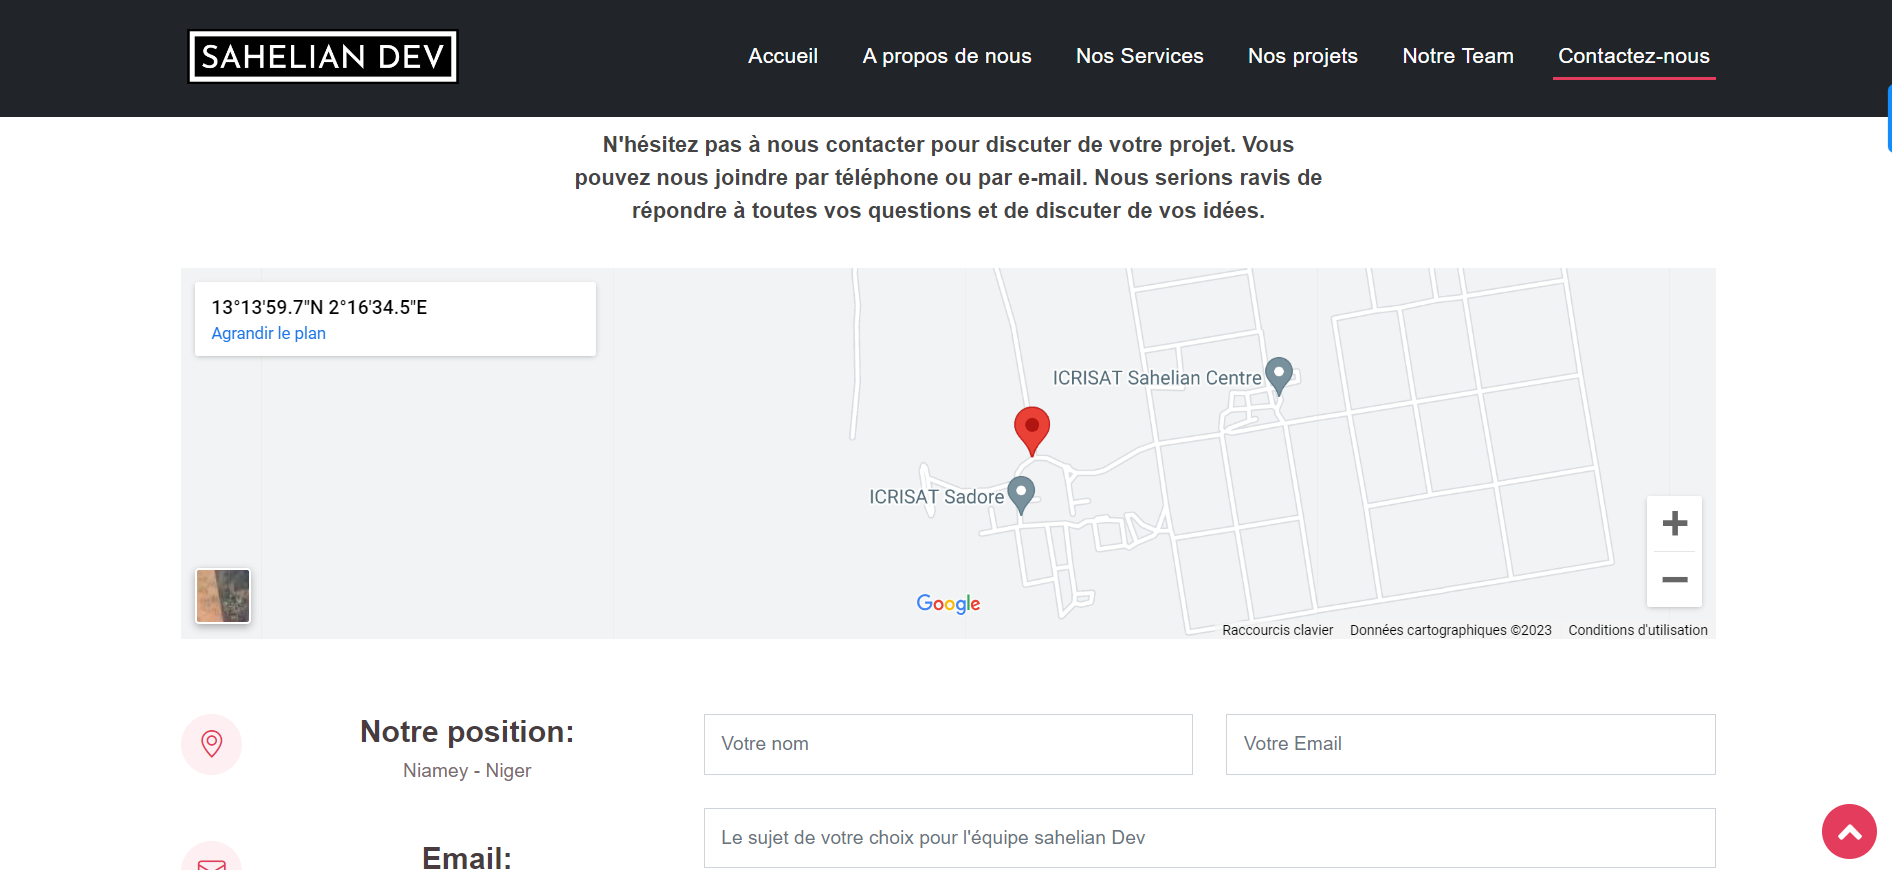 SAHELIAN DEV
Accueil
A propos de nous
Nos Services
Nos projets
Notre Team
Contactez-nous
N'hésitez pas à nous contacter pour discuter de votre projet. Vous
pouvez nous joindre par téléphone ou par e-mail. Nous serions ravis de
répondre à toutes vos questions et de discuter de vos idées.
13°13'59.7"N 2°16'34.5"E
Agrandir le plan
ICRISAT Sahelian Centre
ICRISAT Sadore
Google
Raccourcis clavier
Données cartographiques ©2023
Conditions d'utilisation
Notre position:
Niamey - Niger
Votre nom
Votre Email
Le sujet de votre choix pour l'équipe sahelian Dev
Email: